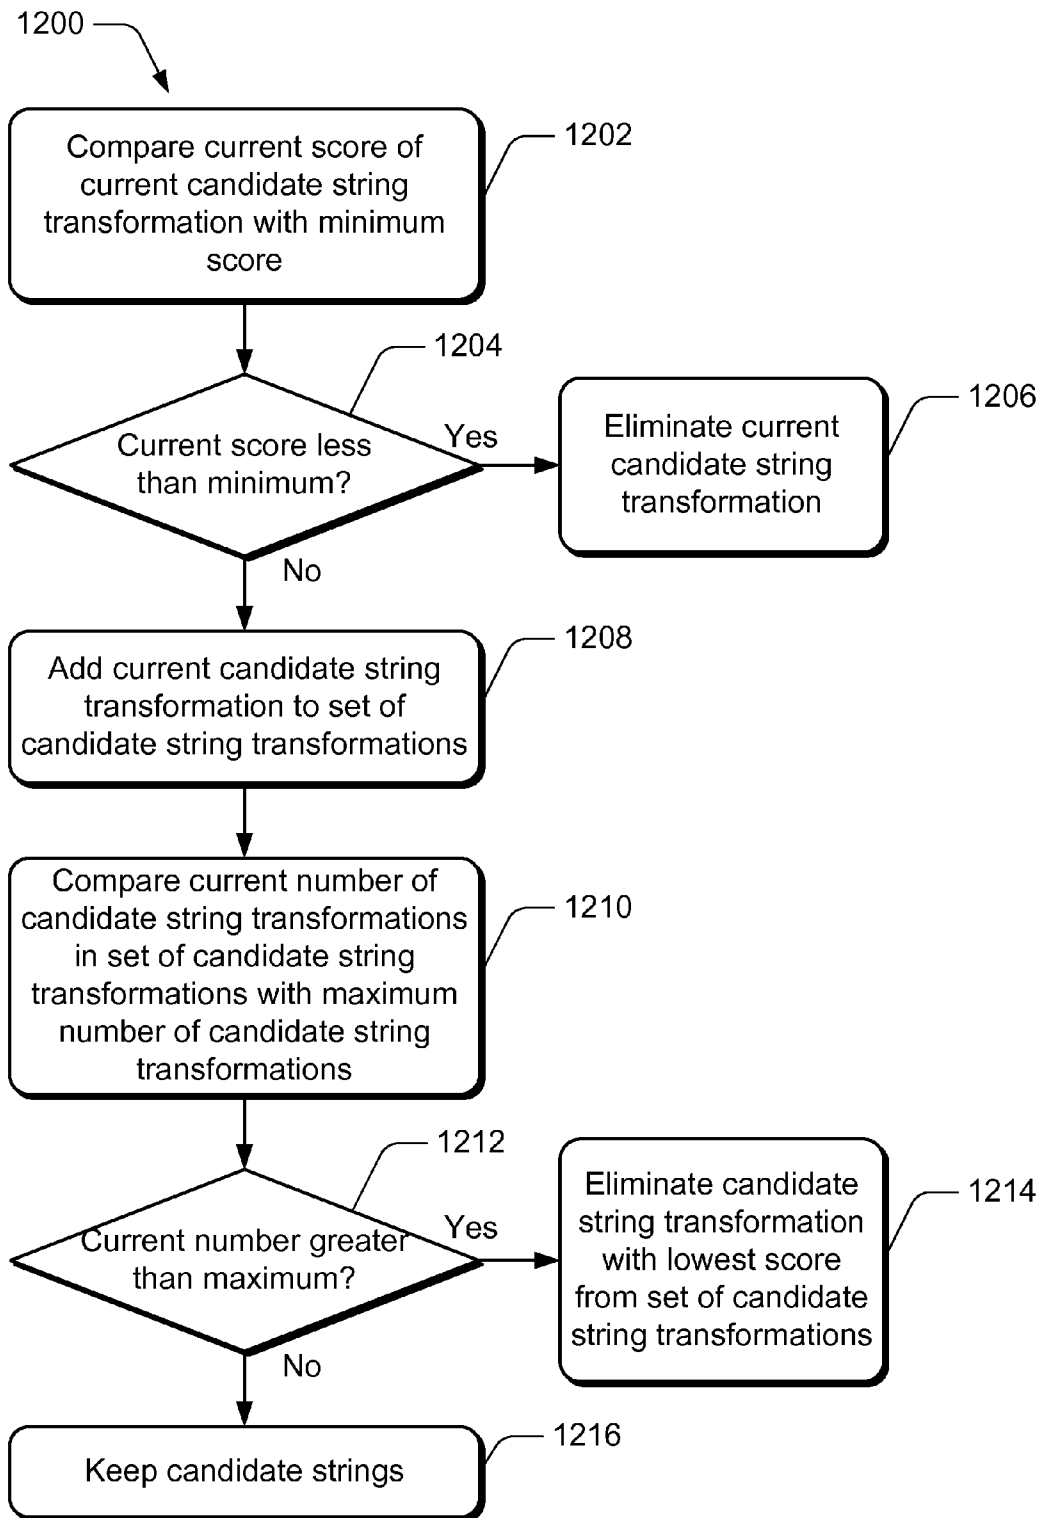 1200
Compare current score of
current candidate string
transformation with minimum
score
1202
1204
Current score less
than minimum?
Yes
Eliminate current
candidate string
transformation
1206
No
Add current candidate string
transformation to set of
candidate string transformations
1208
Compare current number of
candidate string transformations
in set of candidate string
transformations with maximum
number of candidate string
transformations
1210
1212
Current number greater
than maximum?
Yes
Eliminate candidate
string transformation
with lowest score
from set of candidate
string transformations
1214
No
Keep candidate strings
1216